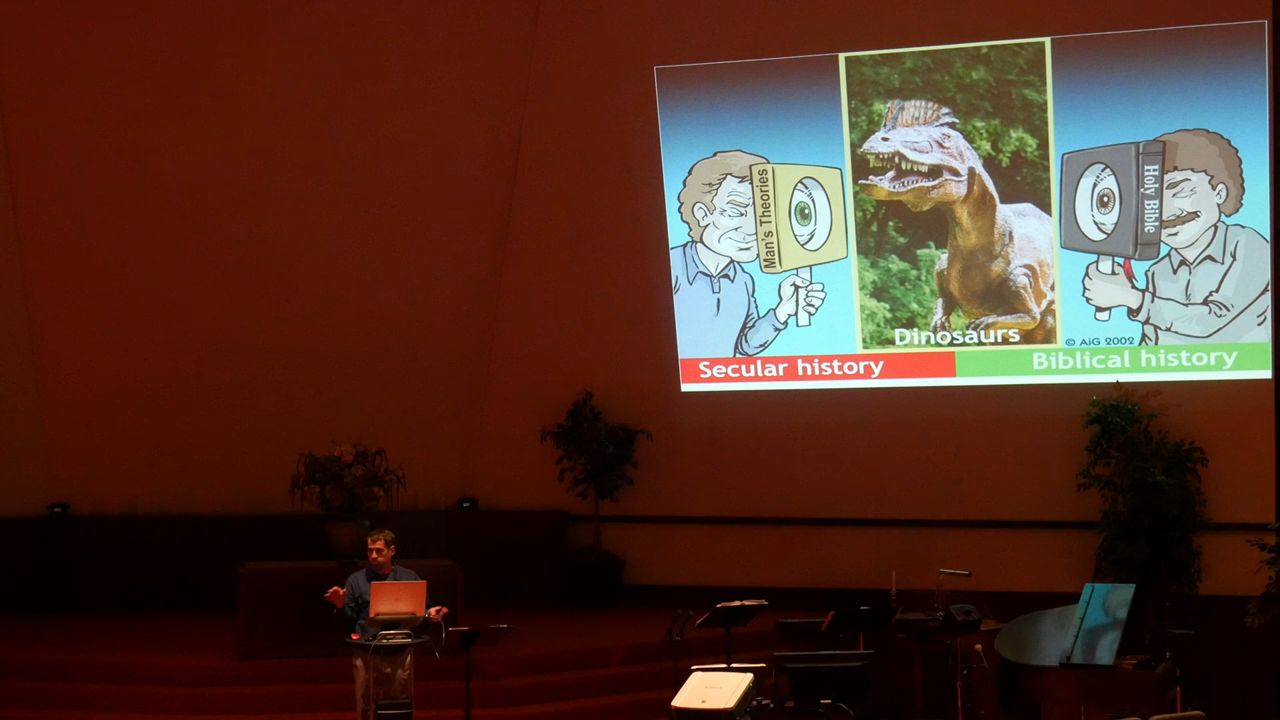 Man's Theories
Holy Bible
Dinosaurs
© AiG 2002
Secular history
Biblical history